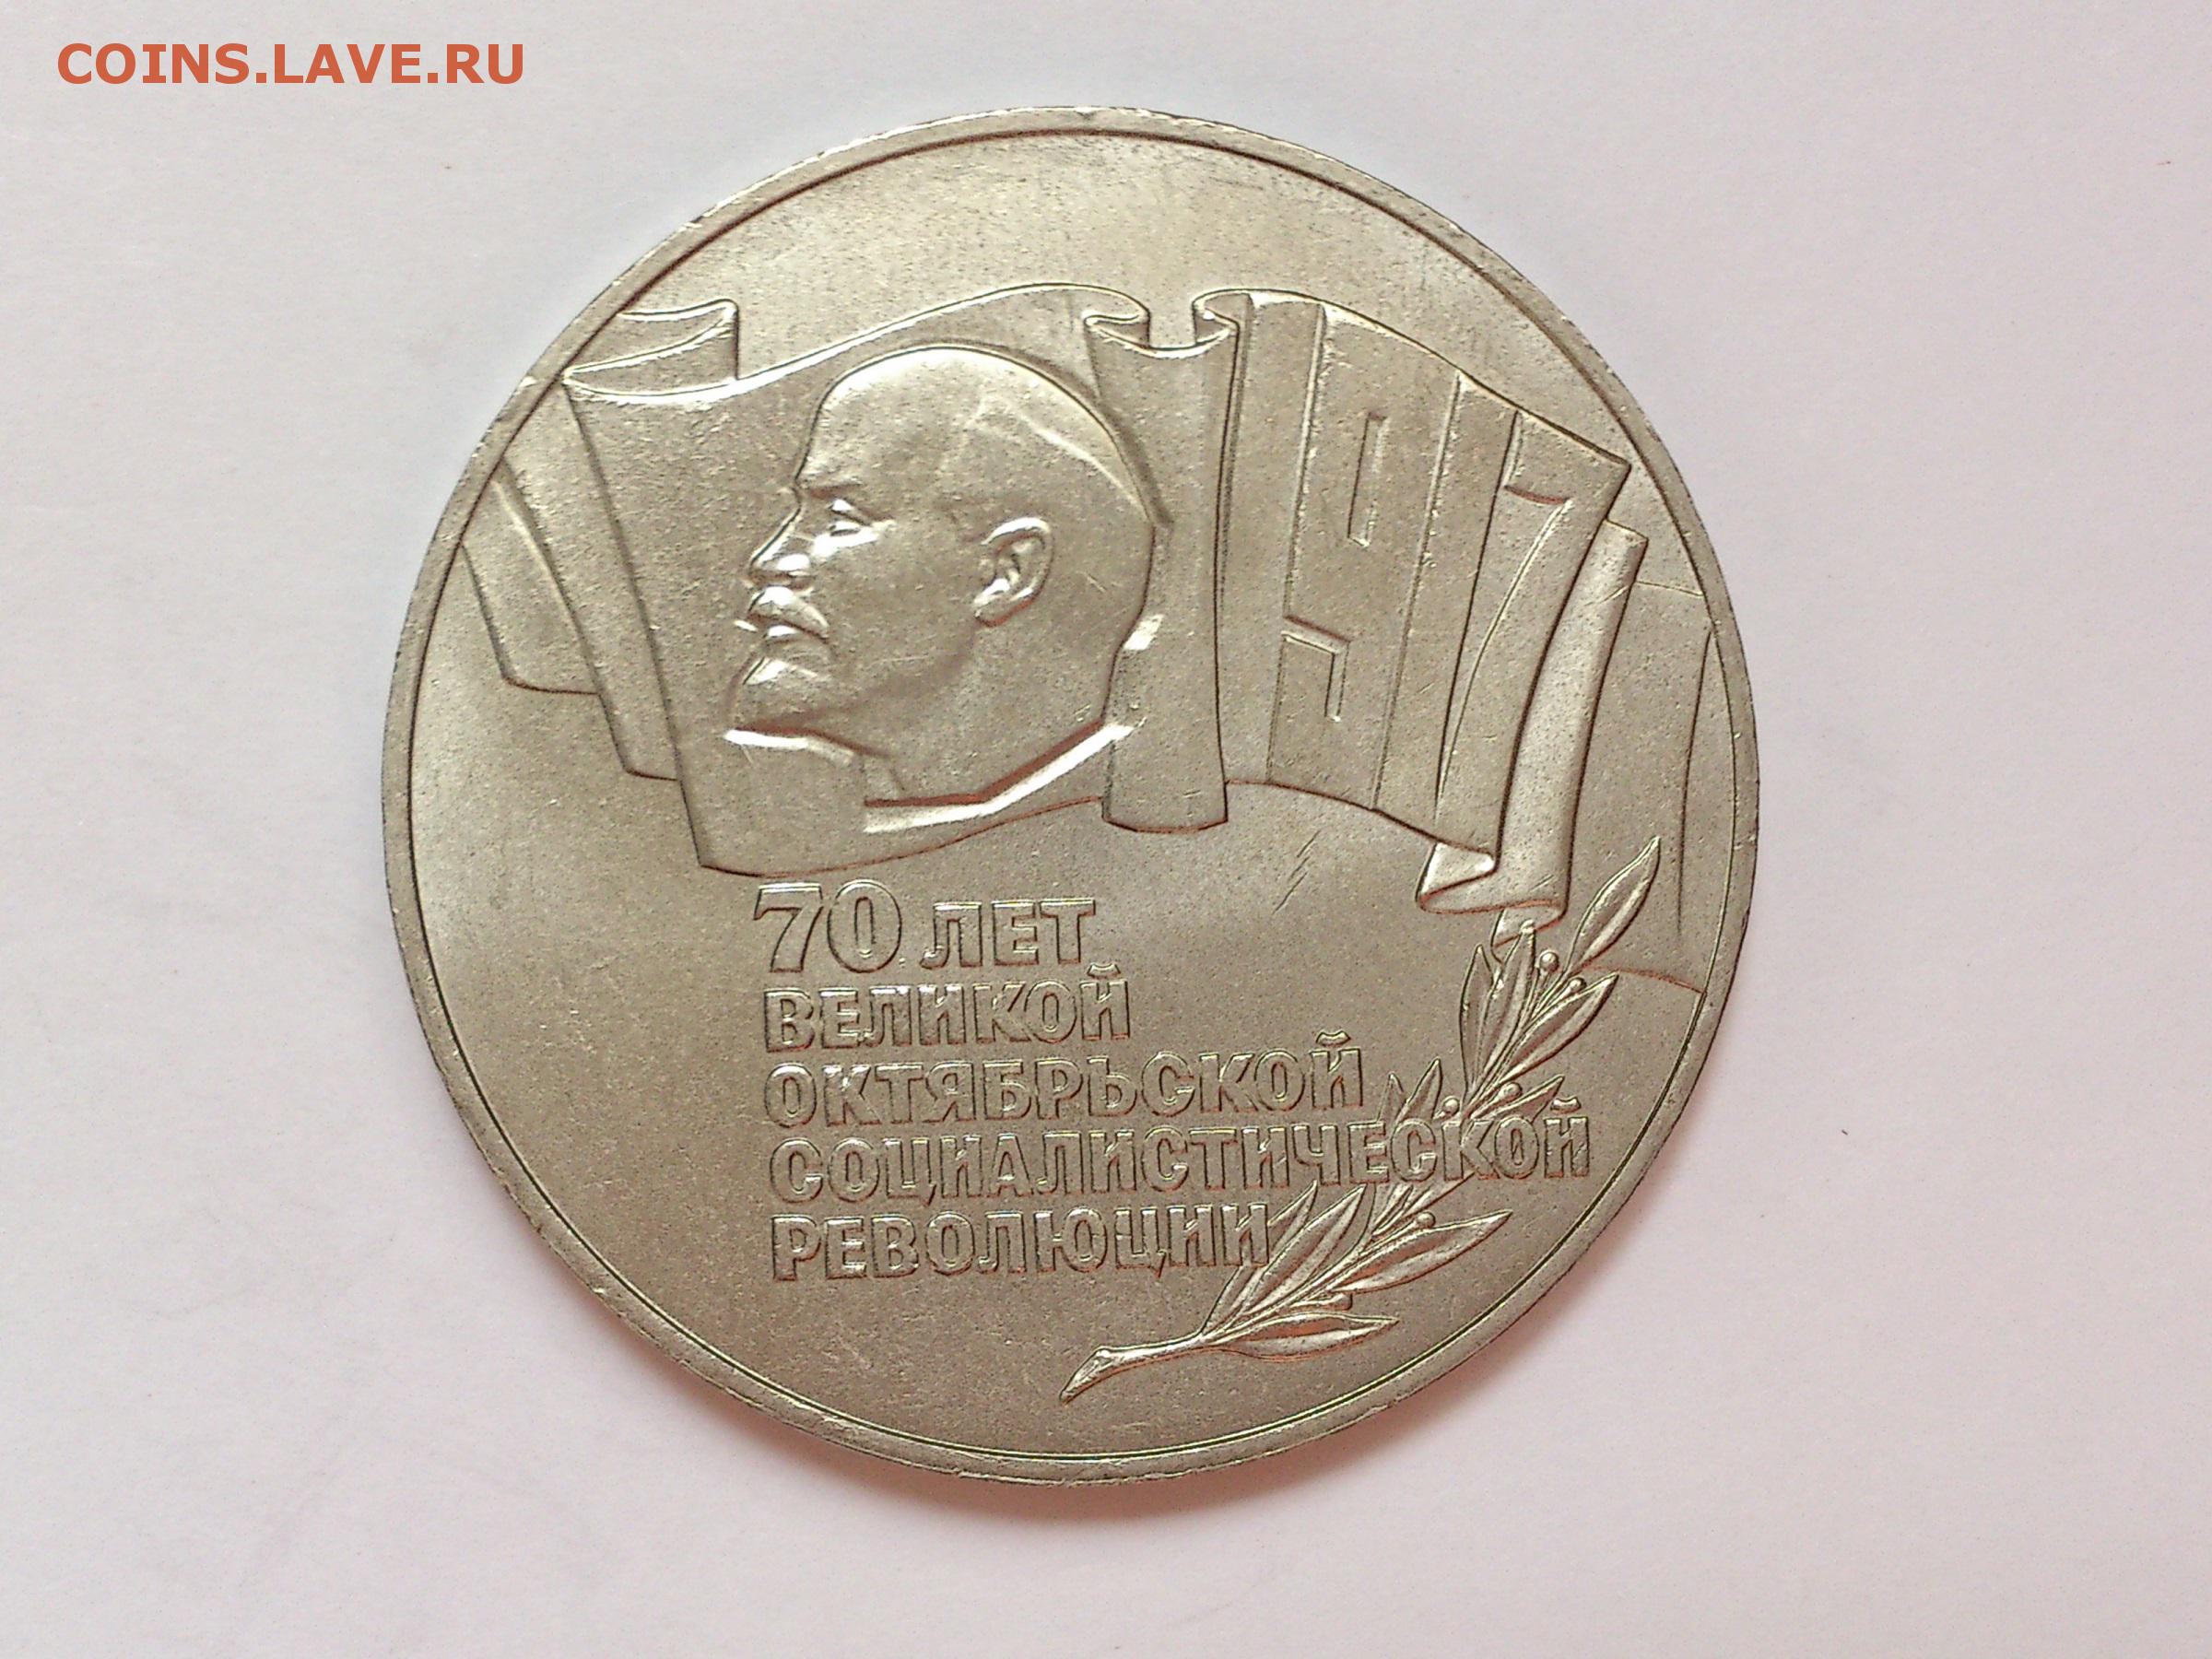 COINS.LAVE.RU
1917
70 ЛЕТ
ВЕЛИКОЙ
ОКТЯБРЬСКОЙ
СОЦИАЛИСТИЧЕСКОЙ
РЕВОЛЮЦИИ